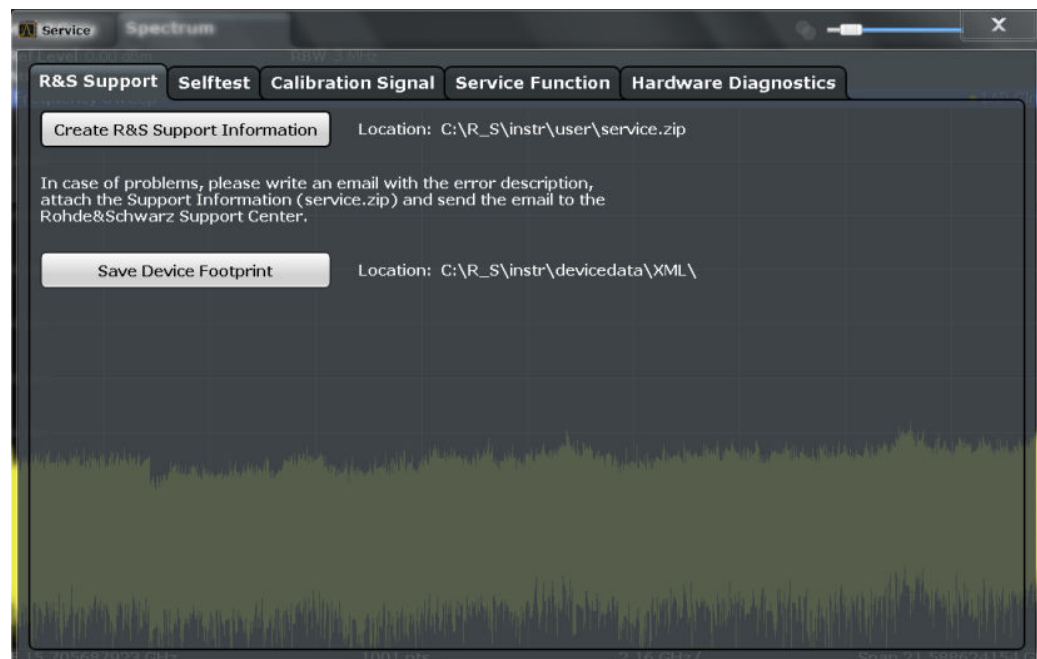 Service
Spectrum
RBW 3 MHz
R&S Support Selftest Calibration Signal Service Function Hardware Diagnostics
Create R&S Support Information Location: C:\R_S\instr\user\service.zip
In case of problems, please write an email with the error description,
attach the Support Information (service.zip) and send the email to the
Rohde&Schwarz Support Center.
Save Device Footprint Location: C:\R_S\instr\devicedata\XML\
1001 pts 2.16 GHz/